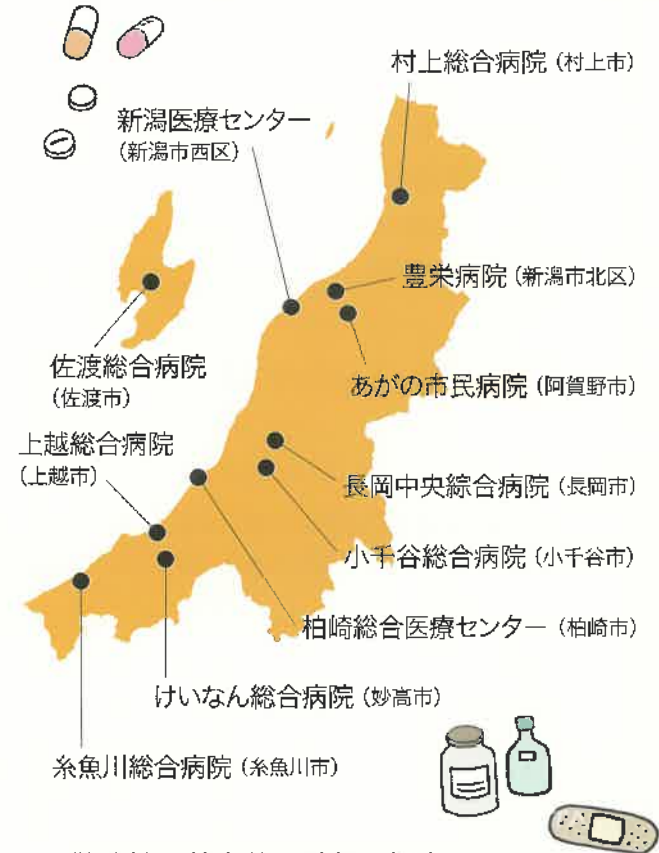 村上総合病院（村上市）
新潟医療センター
（新潟市西区）
豊栄病院（新潟市北区）
佐渡総合病院
（佐渡市）
あがの市民病院（阿賀野市）
上越総合病院
（上越市）
長岡中央綜合病院（長岡市）
小千谷総合病院（小千谷市）
柏崎総合医療センター（柏崎市）
けいなん総合病院（妙高市）
糸魚川総合病院（糸魚川市）